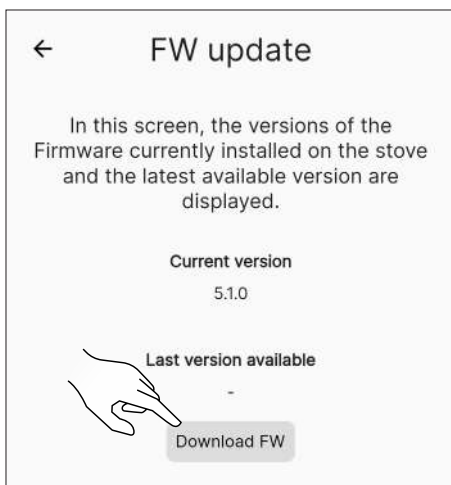 FW update
In this screen, the versions of the
Firmware currently installed on the stove
and the latest available version are
displayed.
Current version
5.1.0
Last version available
-
Download FW